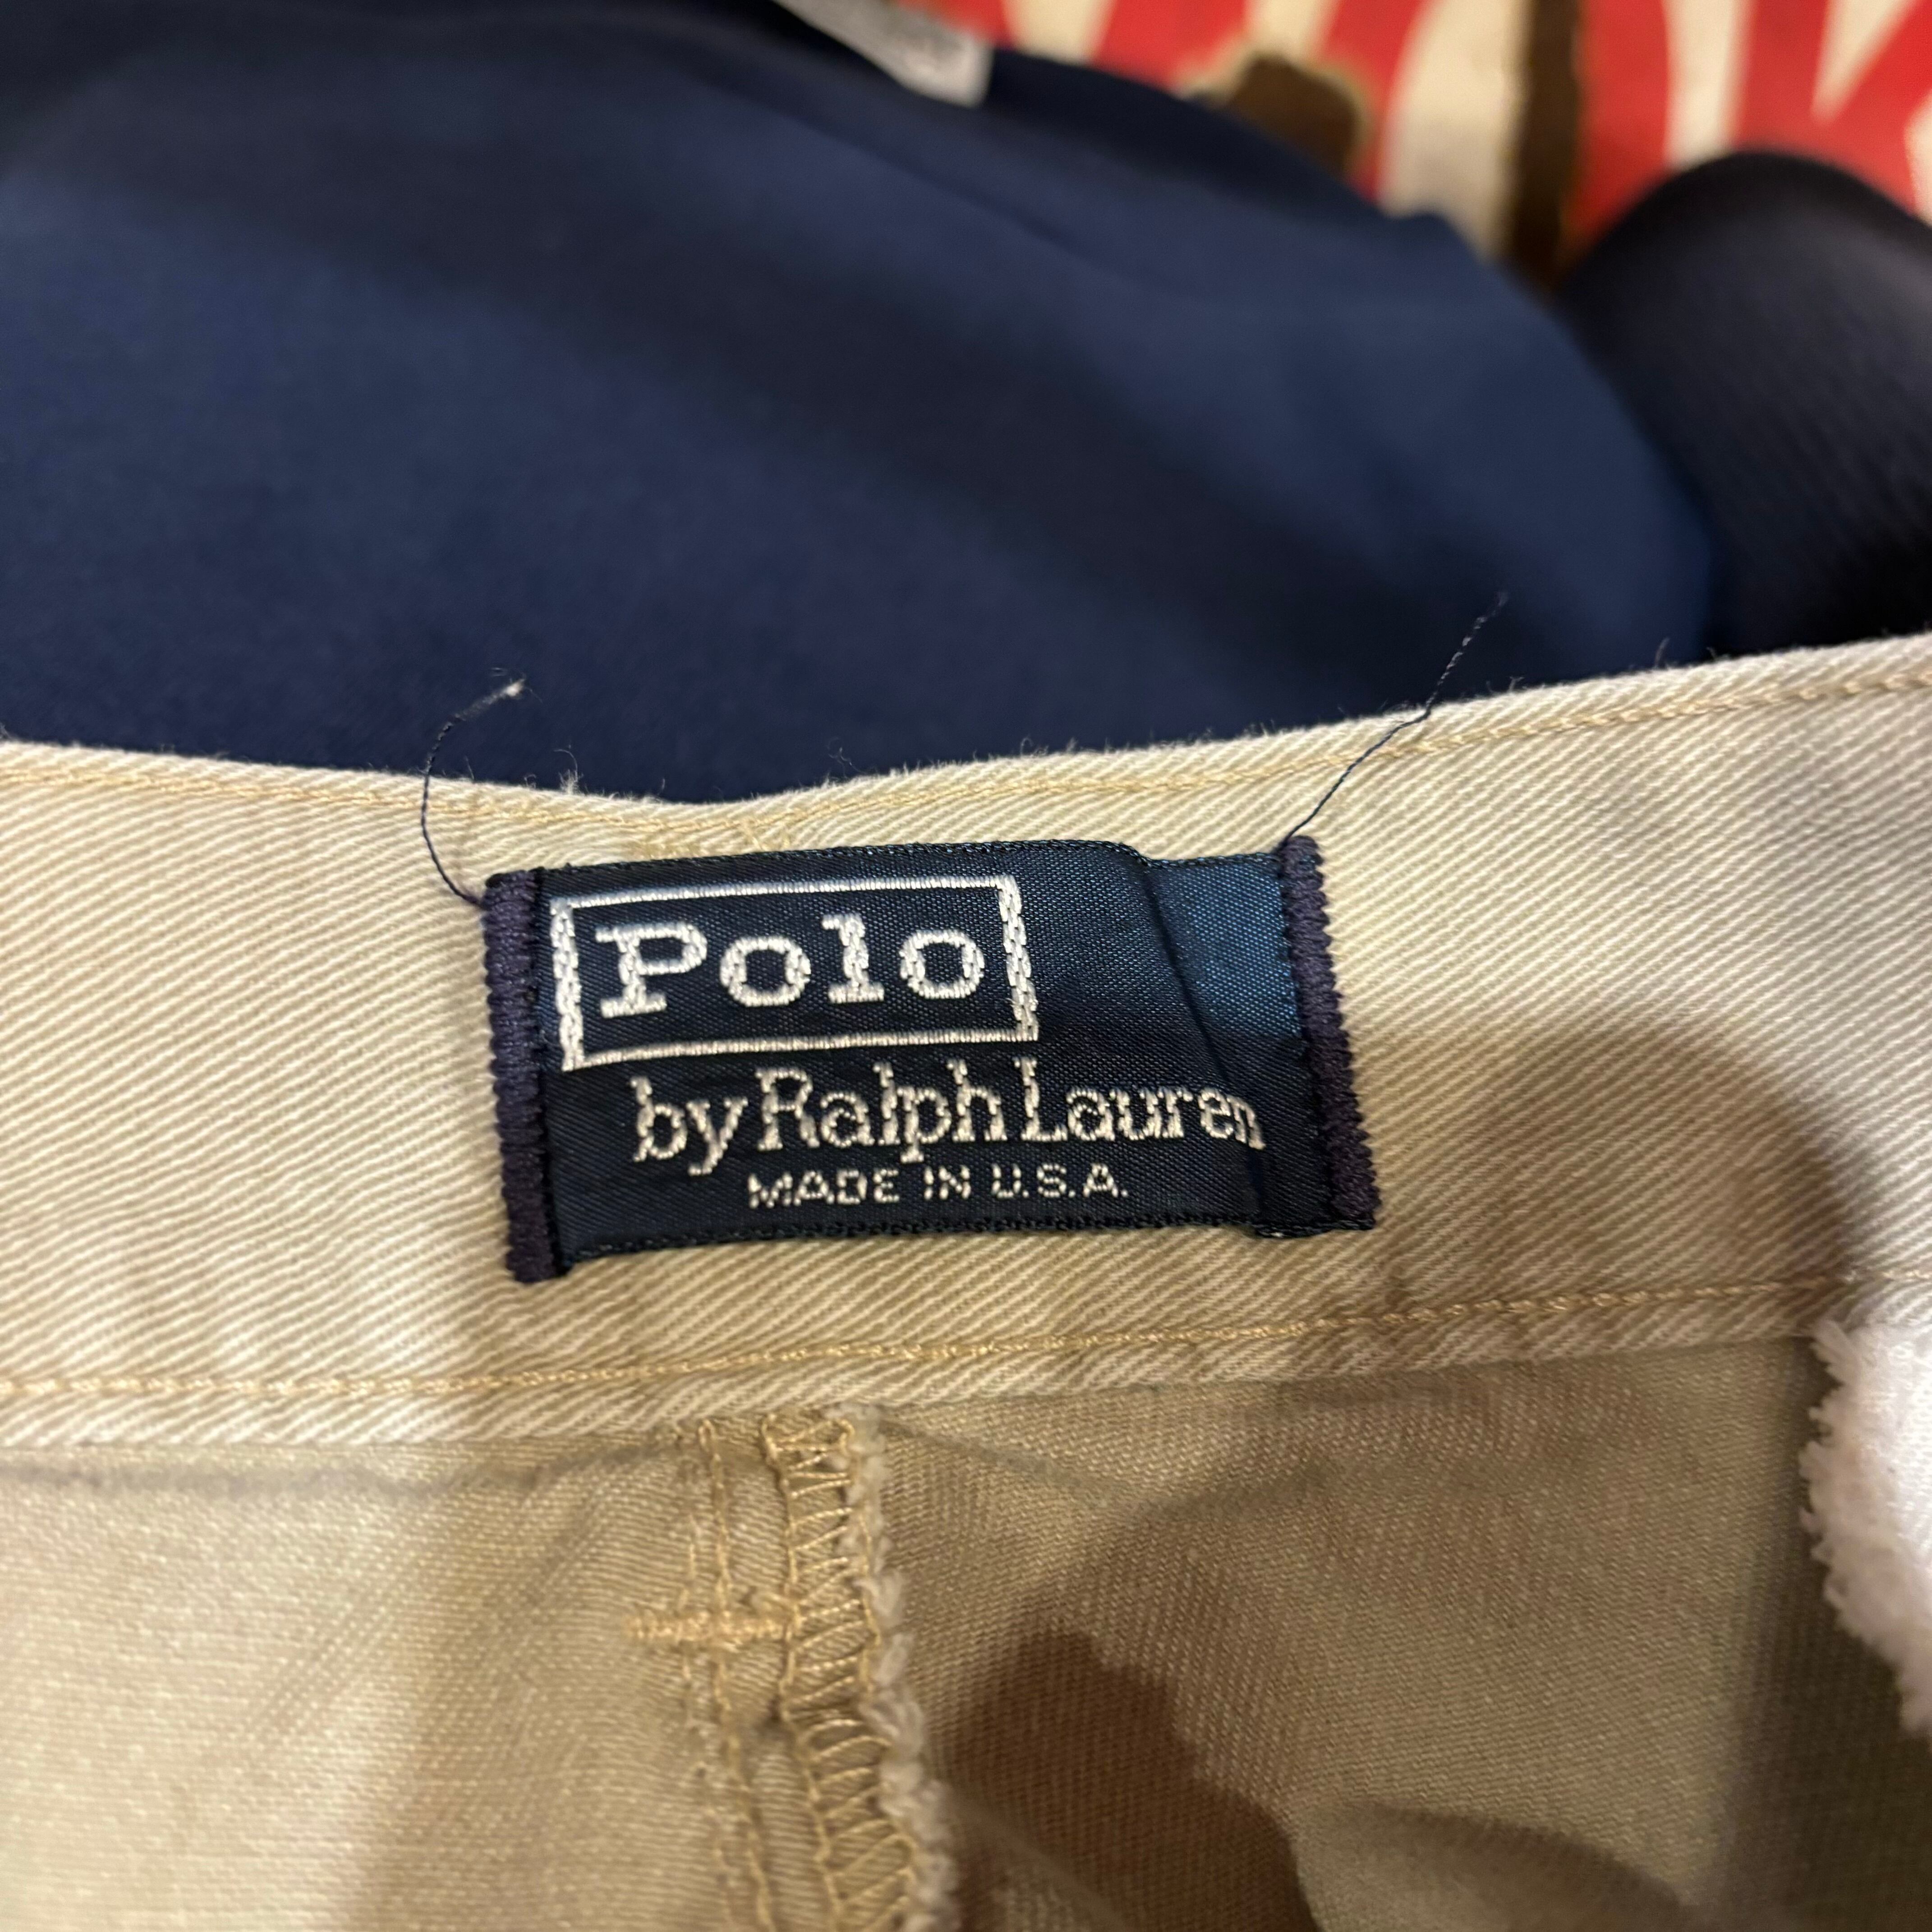 Polo
by Ralph Lauren
MADE IN U.S.A.